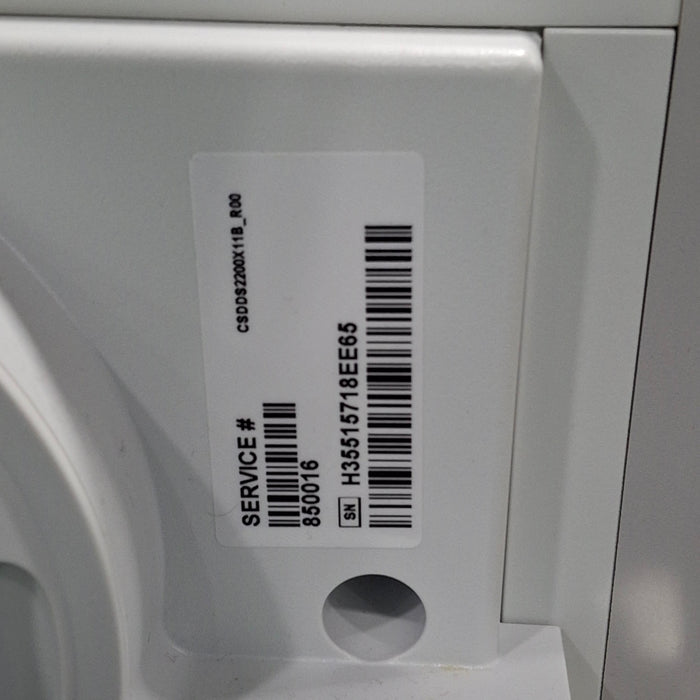 CSDDS2200X11B_R00
SERVICE #
850016
SN H35515718EE65